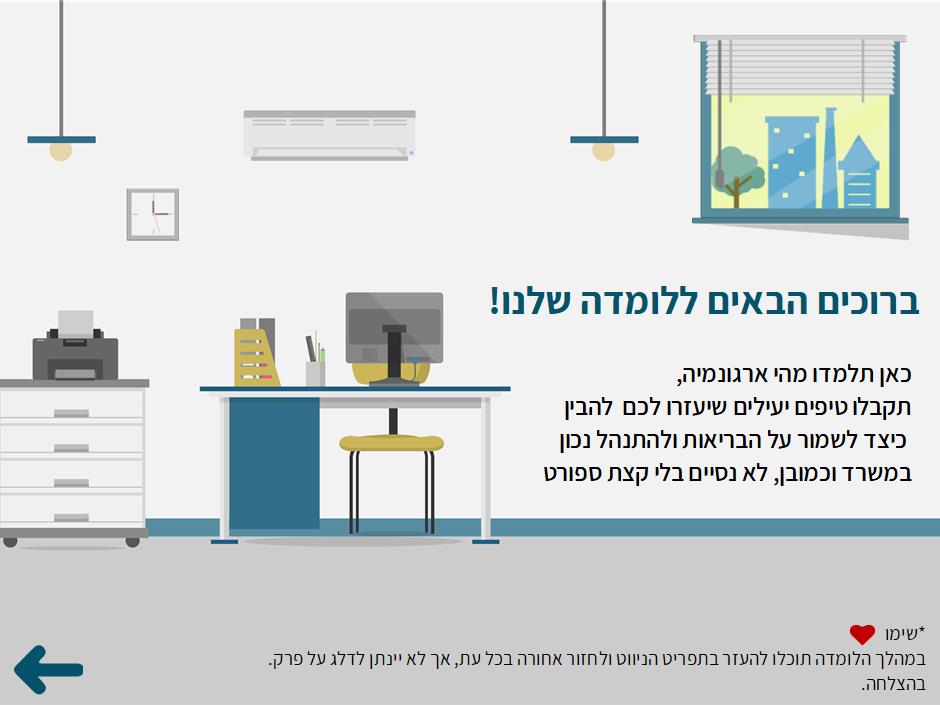 ברוכים הבאים ללומדה שלנו!
כאן תלמדו מהי ארגונמיה,
תקבלו טיפים יעילים שיעזרו לכם להבין
כיצד לשמור על הבריאות ולהתנהל נכון
במשרד וכמובן, לא נסיים בלי קצת ספורט
*שימו ❤
במהלך הלומדה תוכלו להעזר בתפריט הניווט ולחזור אחורה בכל עת, אך לא יינתן לדלג על פרק.
בהצלחה.